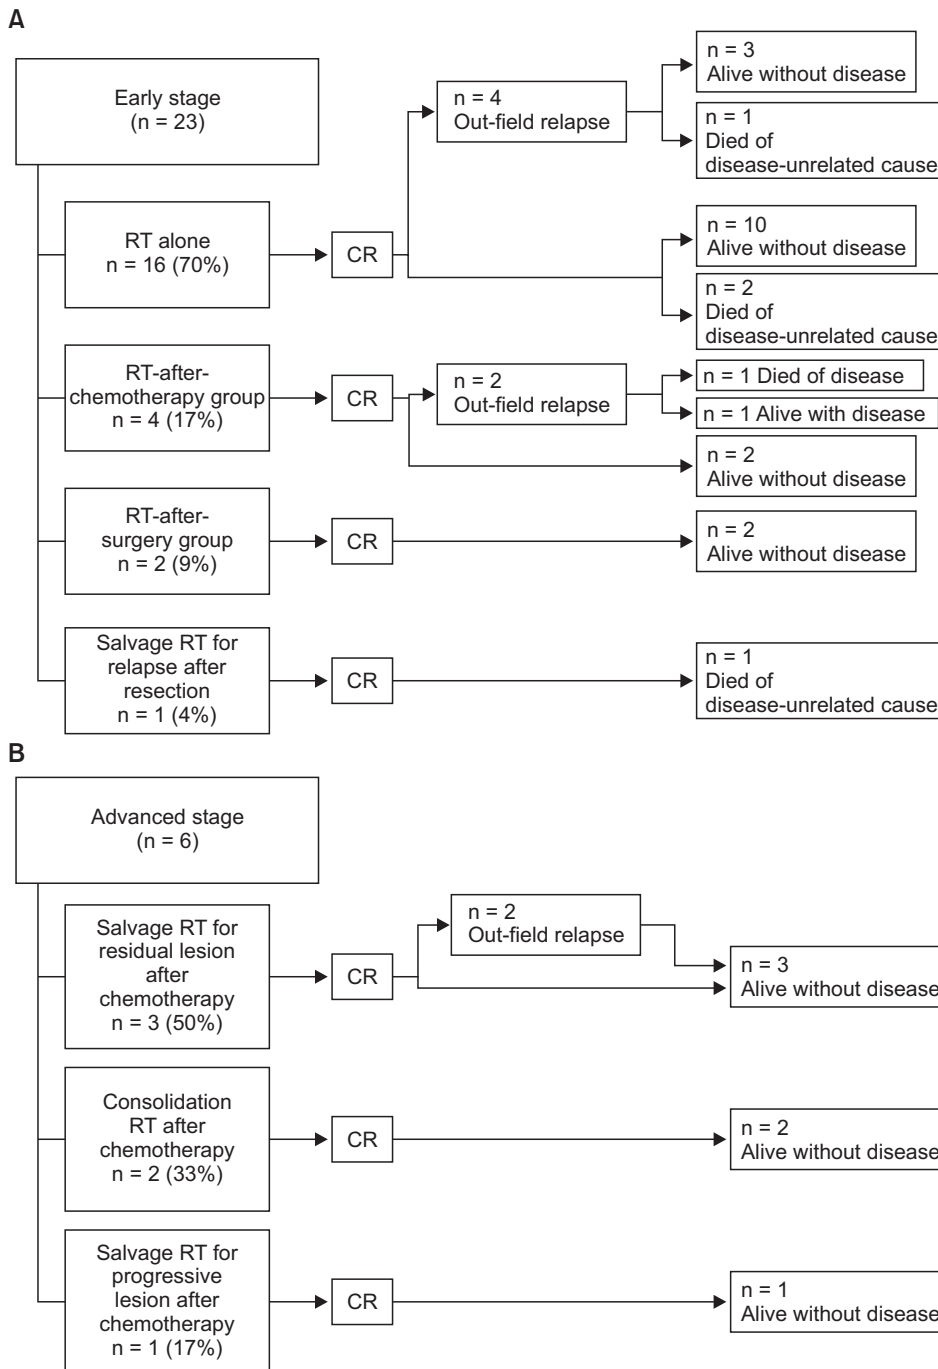 A
Early stage
(n = 23)
RT alone
n = 16 (70%)
CR
n = 4
Out-field relapse
n = 3
Alive without disease
n = 1
Died of
disease-unrelated cause
n = 10
Alive without disease
n = 2
Died of
disease-unrelated cause
RT-after-
chemotherapy group
n = 4 (17%)
CR
n = 2
Out-field relapse
n = 1 Died of disease
n = 1 Alive with disease
n = 2
Alive without disease
RT-after-
surgery group
n = 2 (9%)
CR
n = 2
Alive without disease
Salvage RT for
relapse after
resection
n = 1 (4%)
CR
n = 1
Died of
disease-unrelated cause
B
Advanced stage
(n = 6)
Salvage RT for
residual lesion
after
chemotherapy
n = 3 (50%)
CR
n = 2
Out-field relapse
n = 3
Alive without disease
Consolidation
RT after
chemotherapy
n = 2 (33%)
CR
n = 2
Alive without disease
Salvage RT for
progressive
lesion after
chemotherapy
n = 1 (17%)
CR
n = 1
Alive without disease